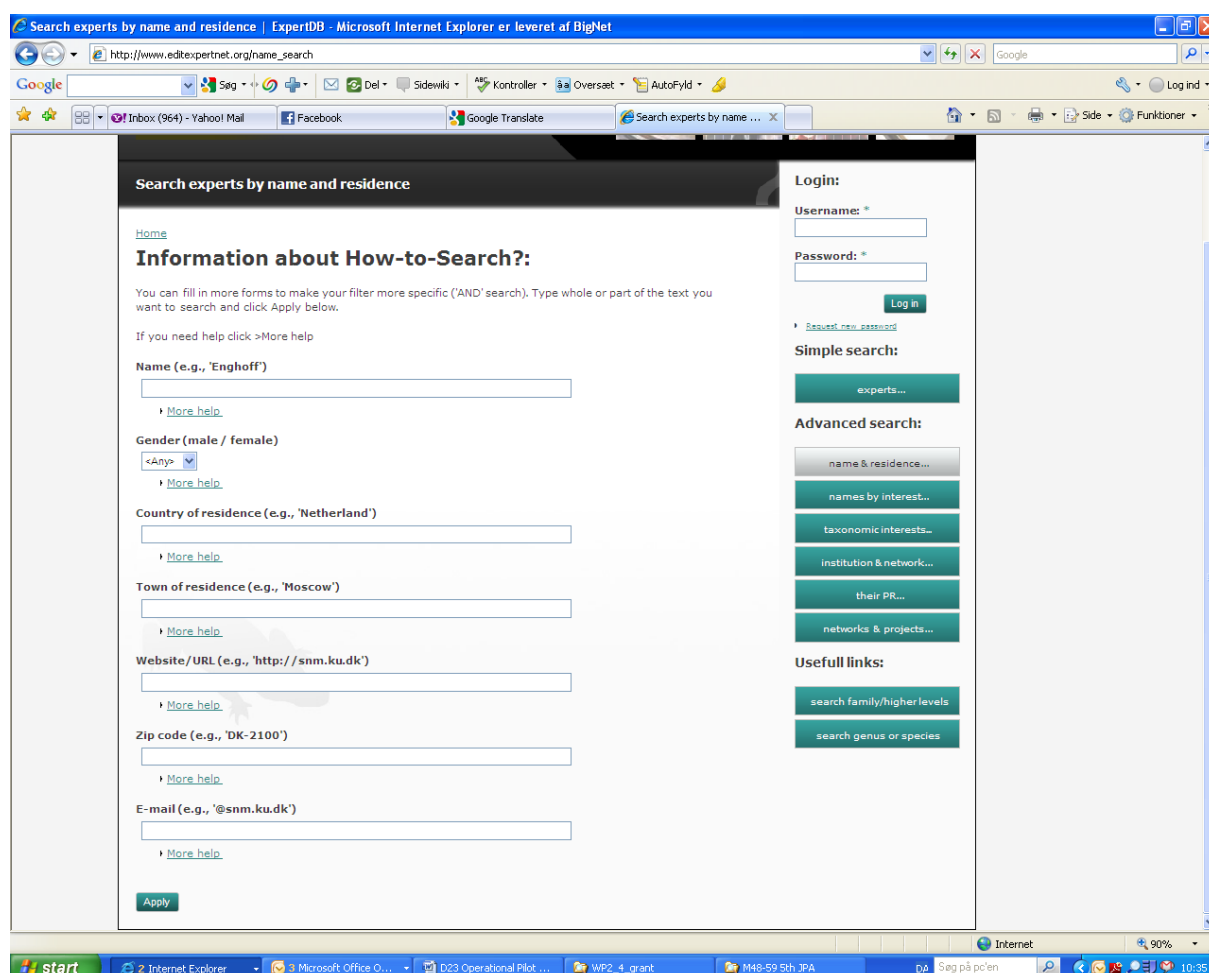 Search experts by name and residence | ExpertDB - Microsoft Internet Explorer er leveret af BigNet
http://www.editexpertnet.org/name_search
Google
Google
Søg
Del
Sidewiki
Kontroller
Oversæt
AutoFyld
Log ind
Inbox (964) - Yahoo! Mail
Facebook
Google Translate
Search experts by name ...
Side
Funktioner
Search experts by name and residence
Home
Information about How-to-Search?:
You can fill in more forms to make your filter more specific ('AND' search). Type whole or part of the text you
want to search and click Apply below.
If you need help click >More help
Name (e.g., 'Enghoff')
More help
Gender (male / female)
<Any>
More help
Country of residence (e.g., 'Netherland')
More help
Town of residence (e.g., 'Moscow')
More help
Website/URL (e.g., 'http://snm.ku.dk')
More help
Zip code (e.g., 'DK-2100')
More help
E-mail (e.g., '@snm.ku.dk')
More help
Apply
Login:
Username: *
Password: *
Log in
Request new password
Simple search:
experts...
Advanced search:
name & residence...
names by interest...
taxonomic interests...
institution & network...
their PR...
networks & projects...
Usefull links:
search family/higher levels
search genus or species
Internet
90%
start
2 Internet Explorer
3 Microsoft Office O...
D23 Operational Pilot ...
WP2_4_grant
M48-59 5th JPA
DA
Søg på pc'en
10:35